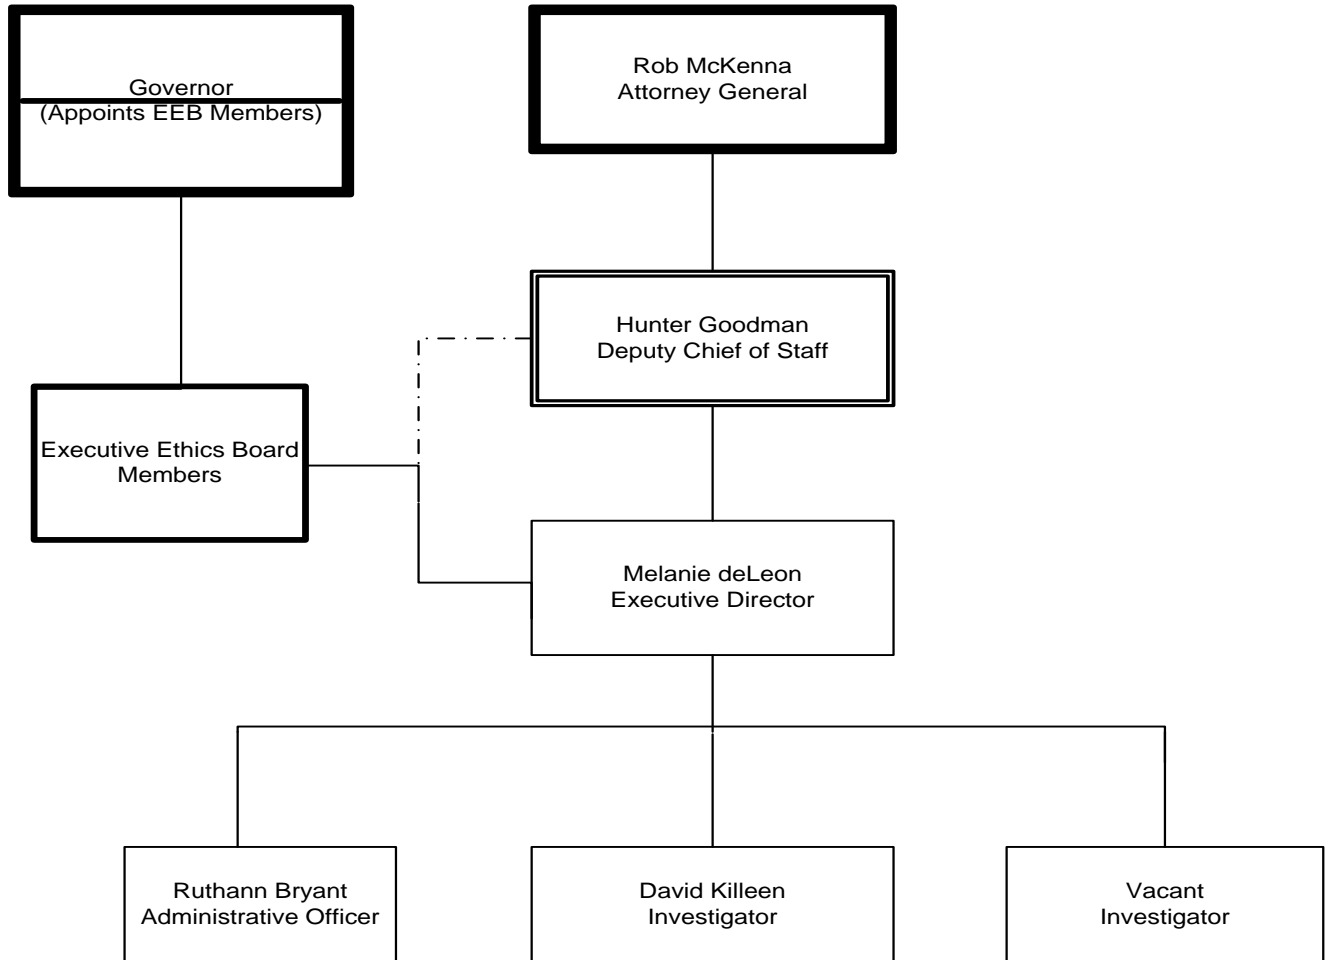 Governor
(Appoints EEB Members)
Rob McKenna
Attorney General
Hunter Goodman
Deputy Chief of Staff
Executive Ethics Board
Members
Melanie deLeon
Executive Director
Ruthann Bryant
Administrative Officer
David Killeen
Investigator
Vacant
Investigator